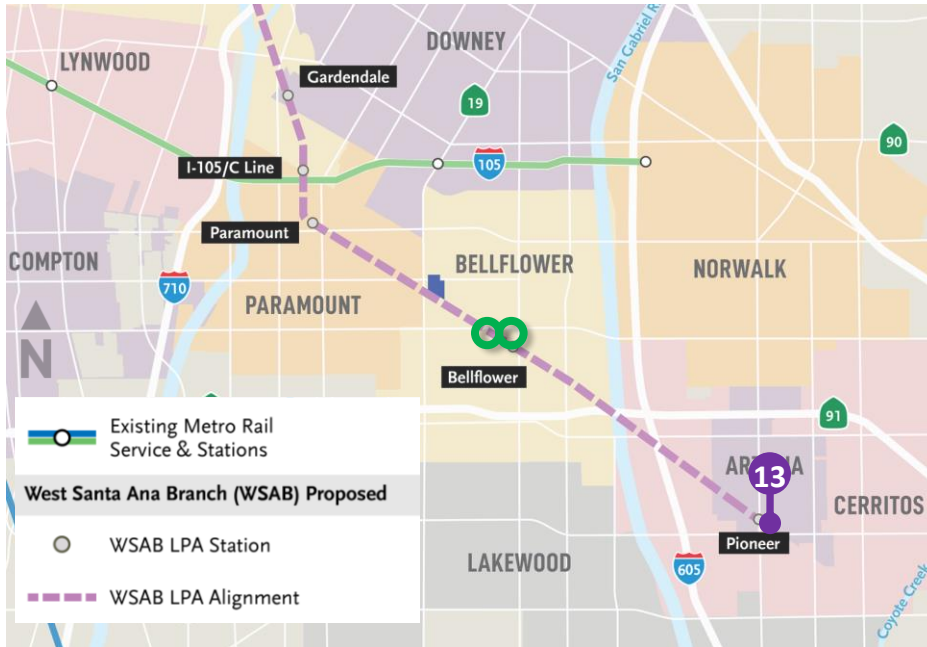 LYNWOOD
DOWNEY
San Gabriel R
Gardendale
19
90
I-105/C Line
105
Paramount
COMPTON
BELLFLOWER
NORWALK
710
PARAMOUNT
N
Bellflower
91
Existing Metro Rail
Service & Stations
West Santa Ana Branch (WSAB) Proposed
WSAB LPA Station
WSAB LPA Alignment
13
CERRITOS
Pioneer
LAKEWOOD
605
Coyote Creek